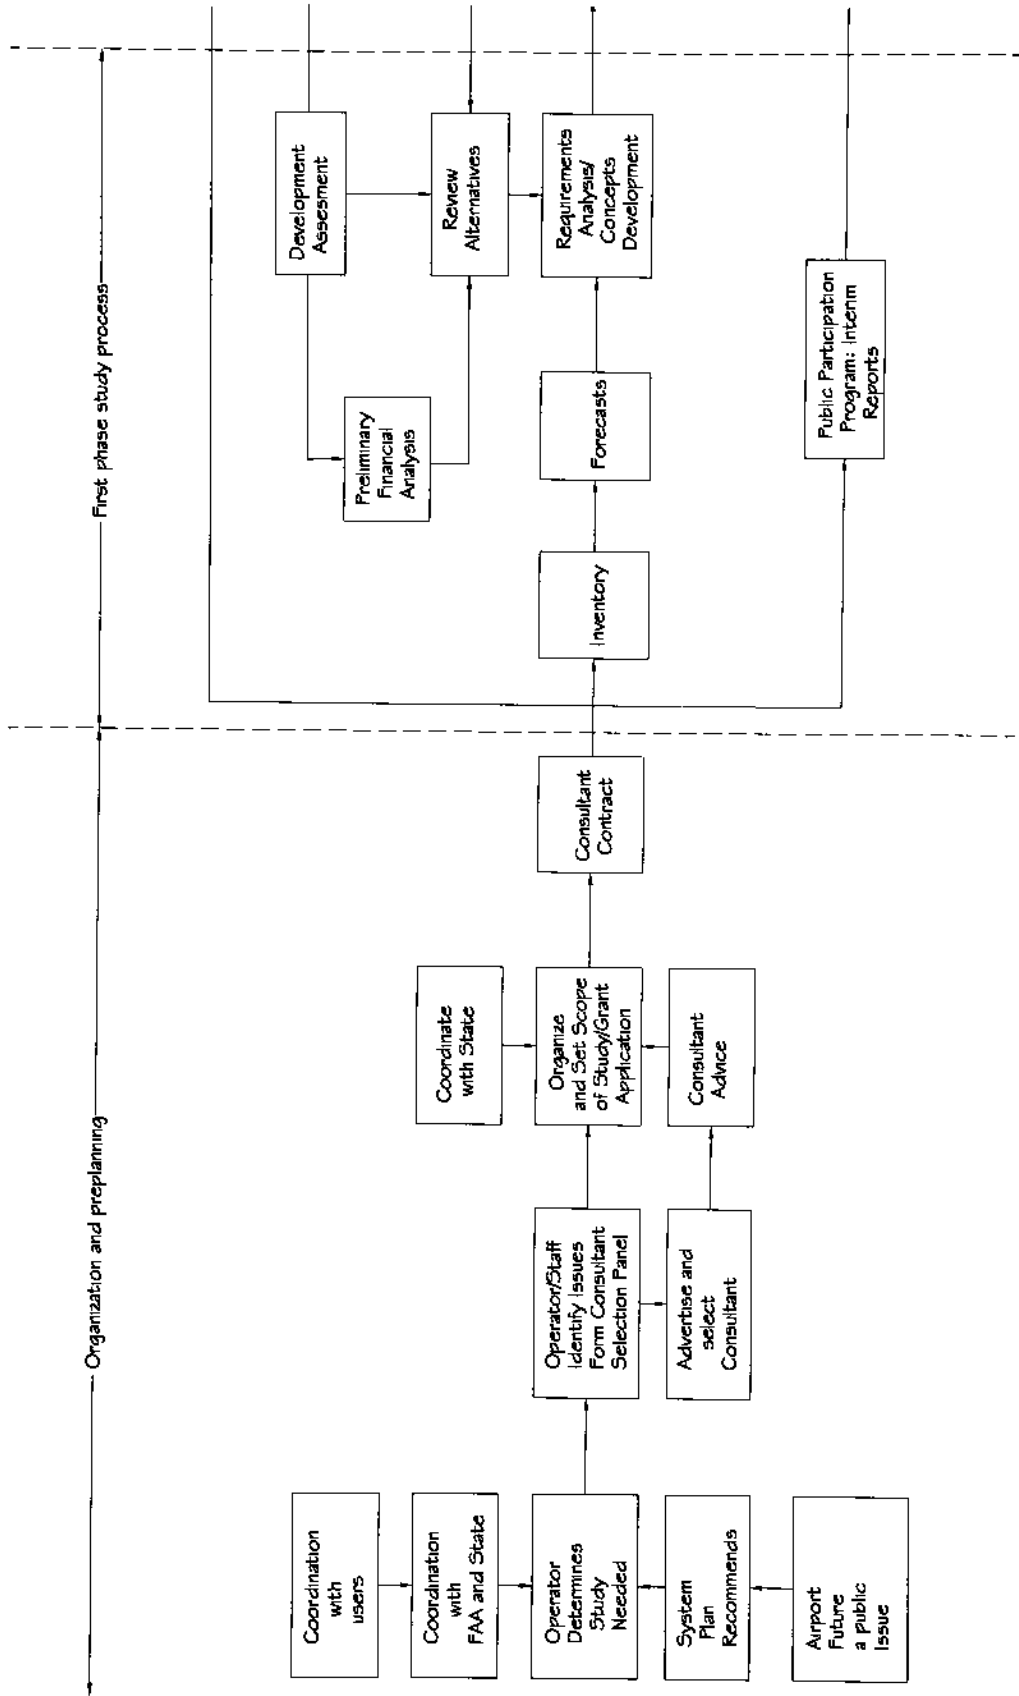 Organization and preplanning
First phase study process
Coordination
with
users
Coordination
with
FAA and State
Operator
Determines
Study
Needed
System
Plan
Recommends
Airport
Future
a public
Issue
Operator/Staff
Identify Issues
Form Consultant
Selection Panel
Advertise and
select
Consultant
Coordinate
with State
Organize
and Set Scope
of Study/Grant
Application
Consultant
Advice
Consultant
Contract
Inventory
Forecasts
Preliminary
Financial
Analysis
Development
Assesment
Review
Alternatives
Requirements
Analysis/
Concepts
Development
Public Participation
Program: Interim
Reports